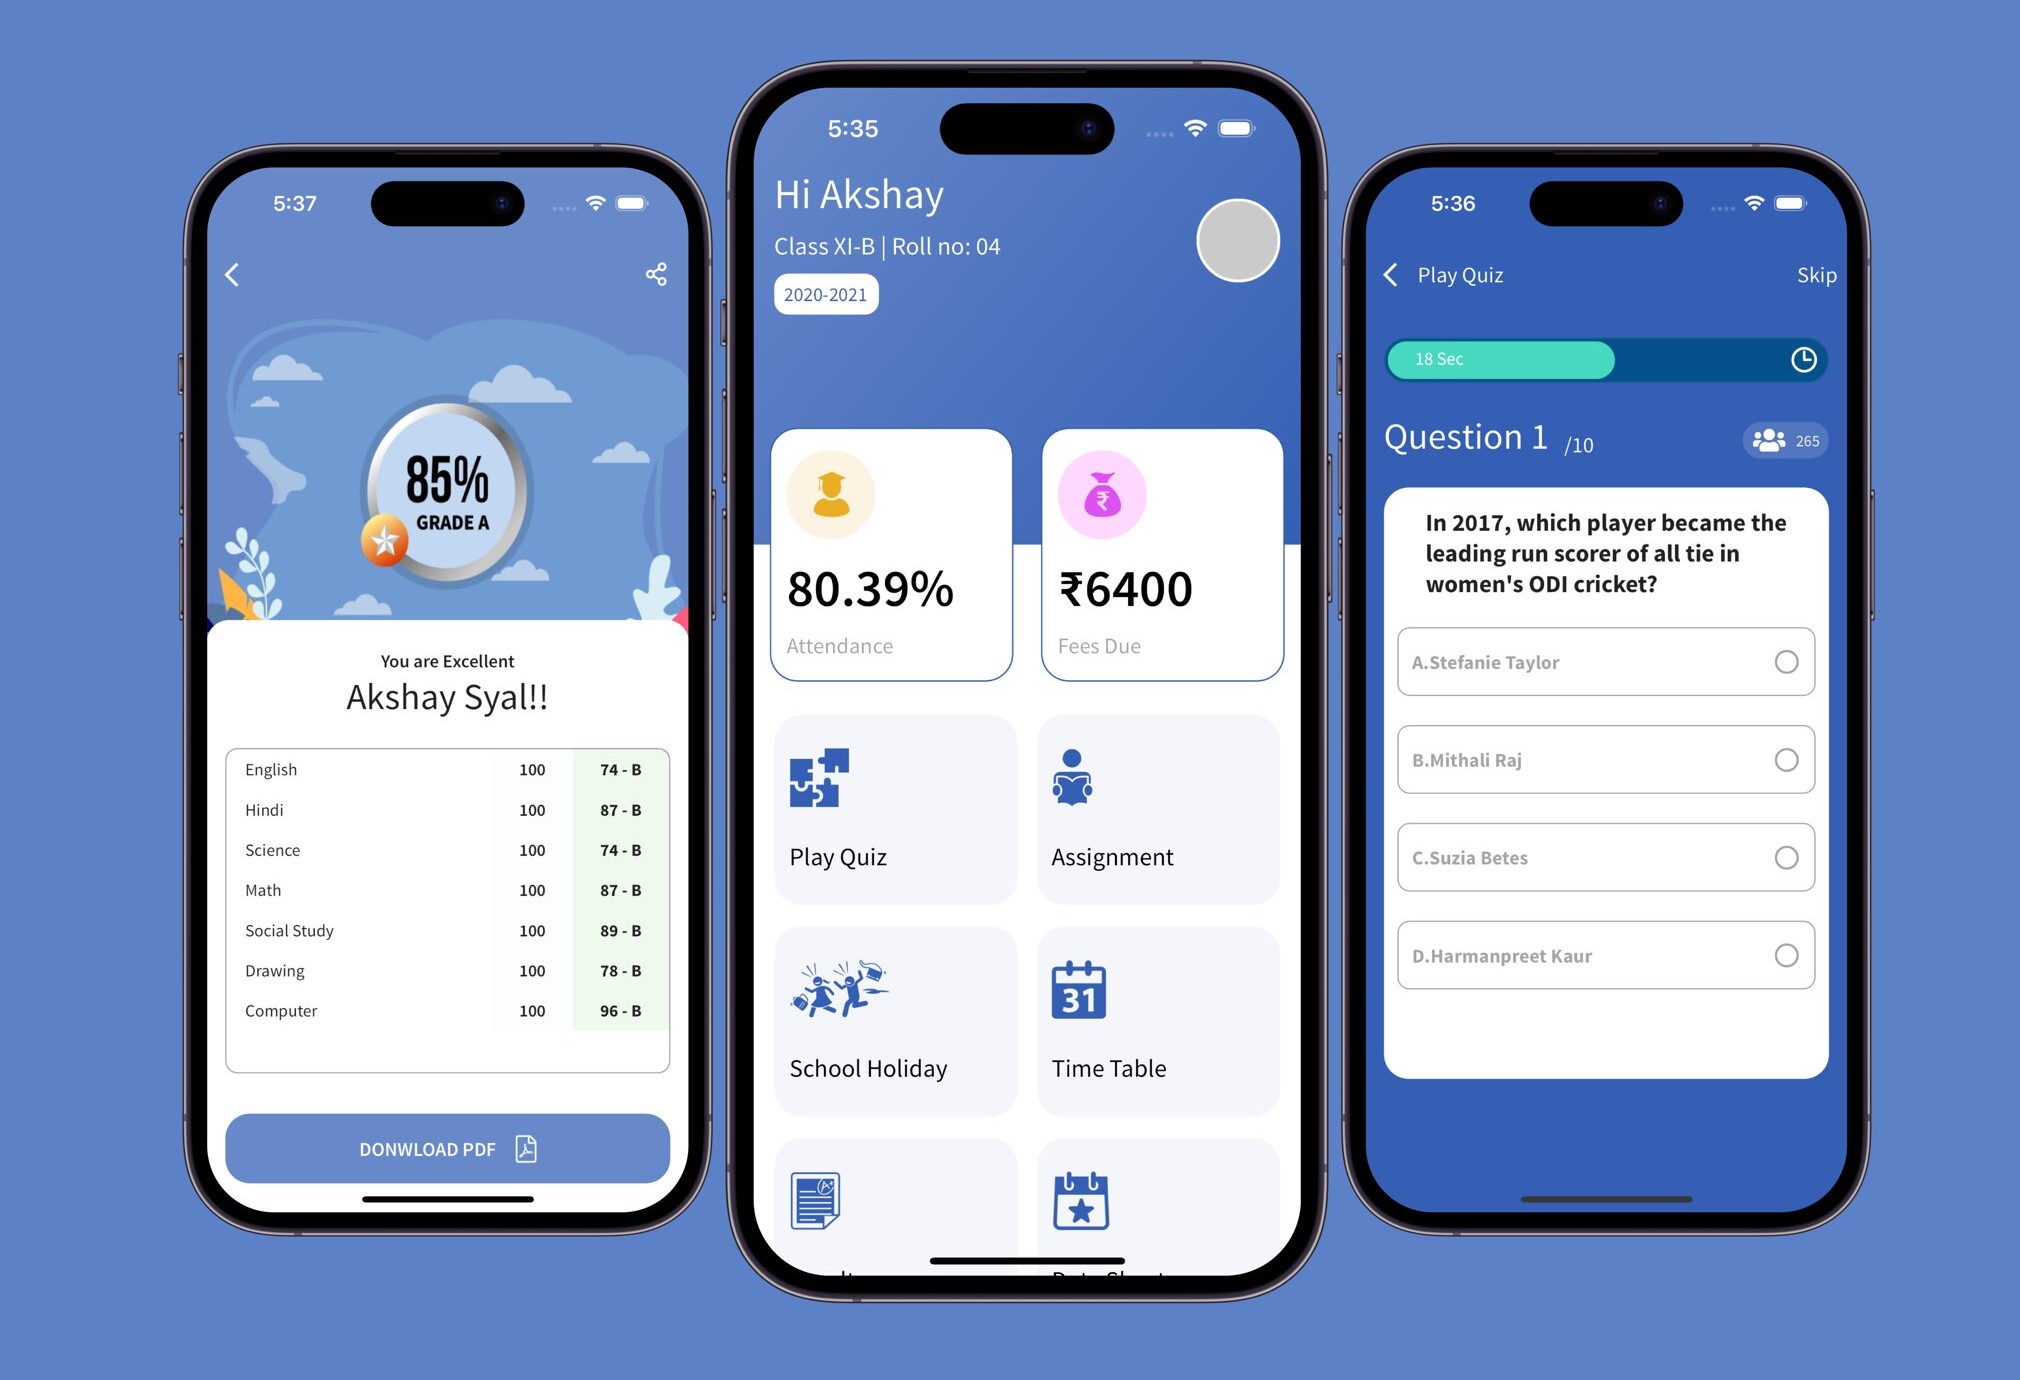 5:37
85%
GRADE A
You are Excellent
Akshay Syal!!
English 100 74 - B
Hindi 100 87 - B
Science 100 74 - B
Math 100 87 - B
Social Study 100 89 - B
Drawing 100 78 - B
Computer 100 96 - B
DONWLOAD PDF
5:35
Hi Akshay
Class XI-B | Roll no: 04
2020-2021
80.39%
Attendance
₹6400
Fees Due
Play Quiz
Assignment
School Holiday
31
Time Table
A+
5:36
Play Quiz
Skip
18 Sec
Question 1 /10
265
In 2017, which player became the
leading run scorer of all tie in
women's ODI cricket?
A.Stefanie Taylor
B.Mithali Raj
C.Suzia Betes
D.Harmanpreet Kaur